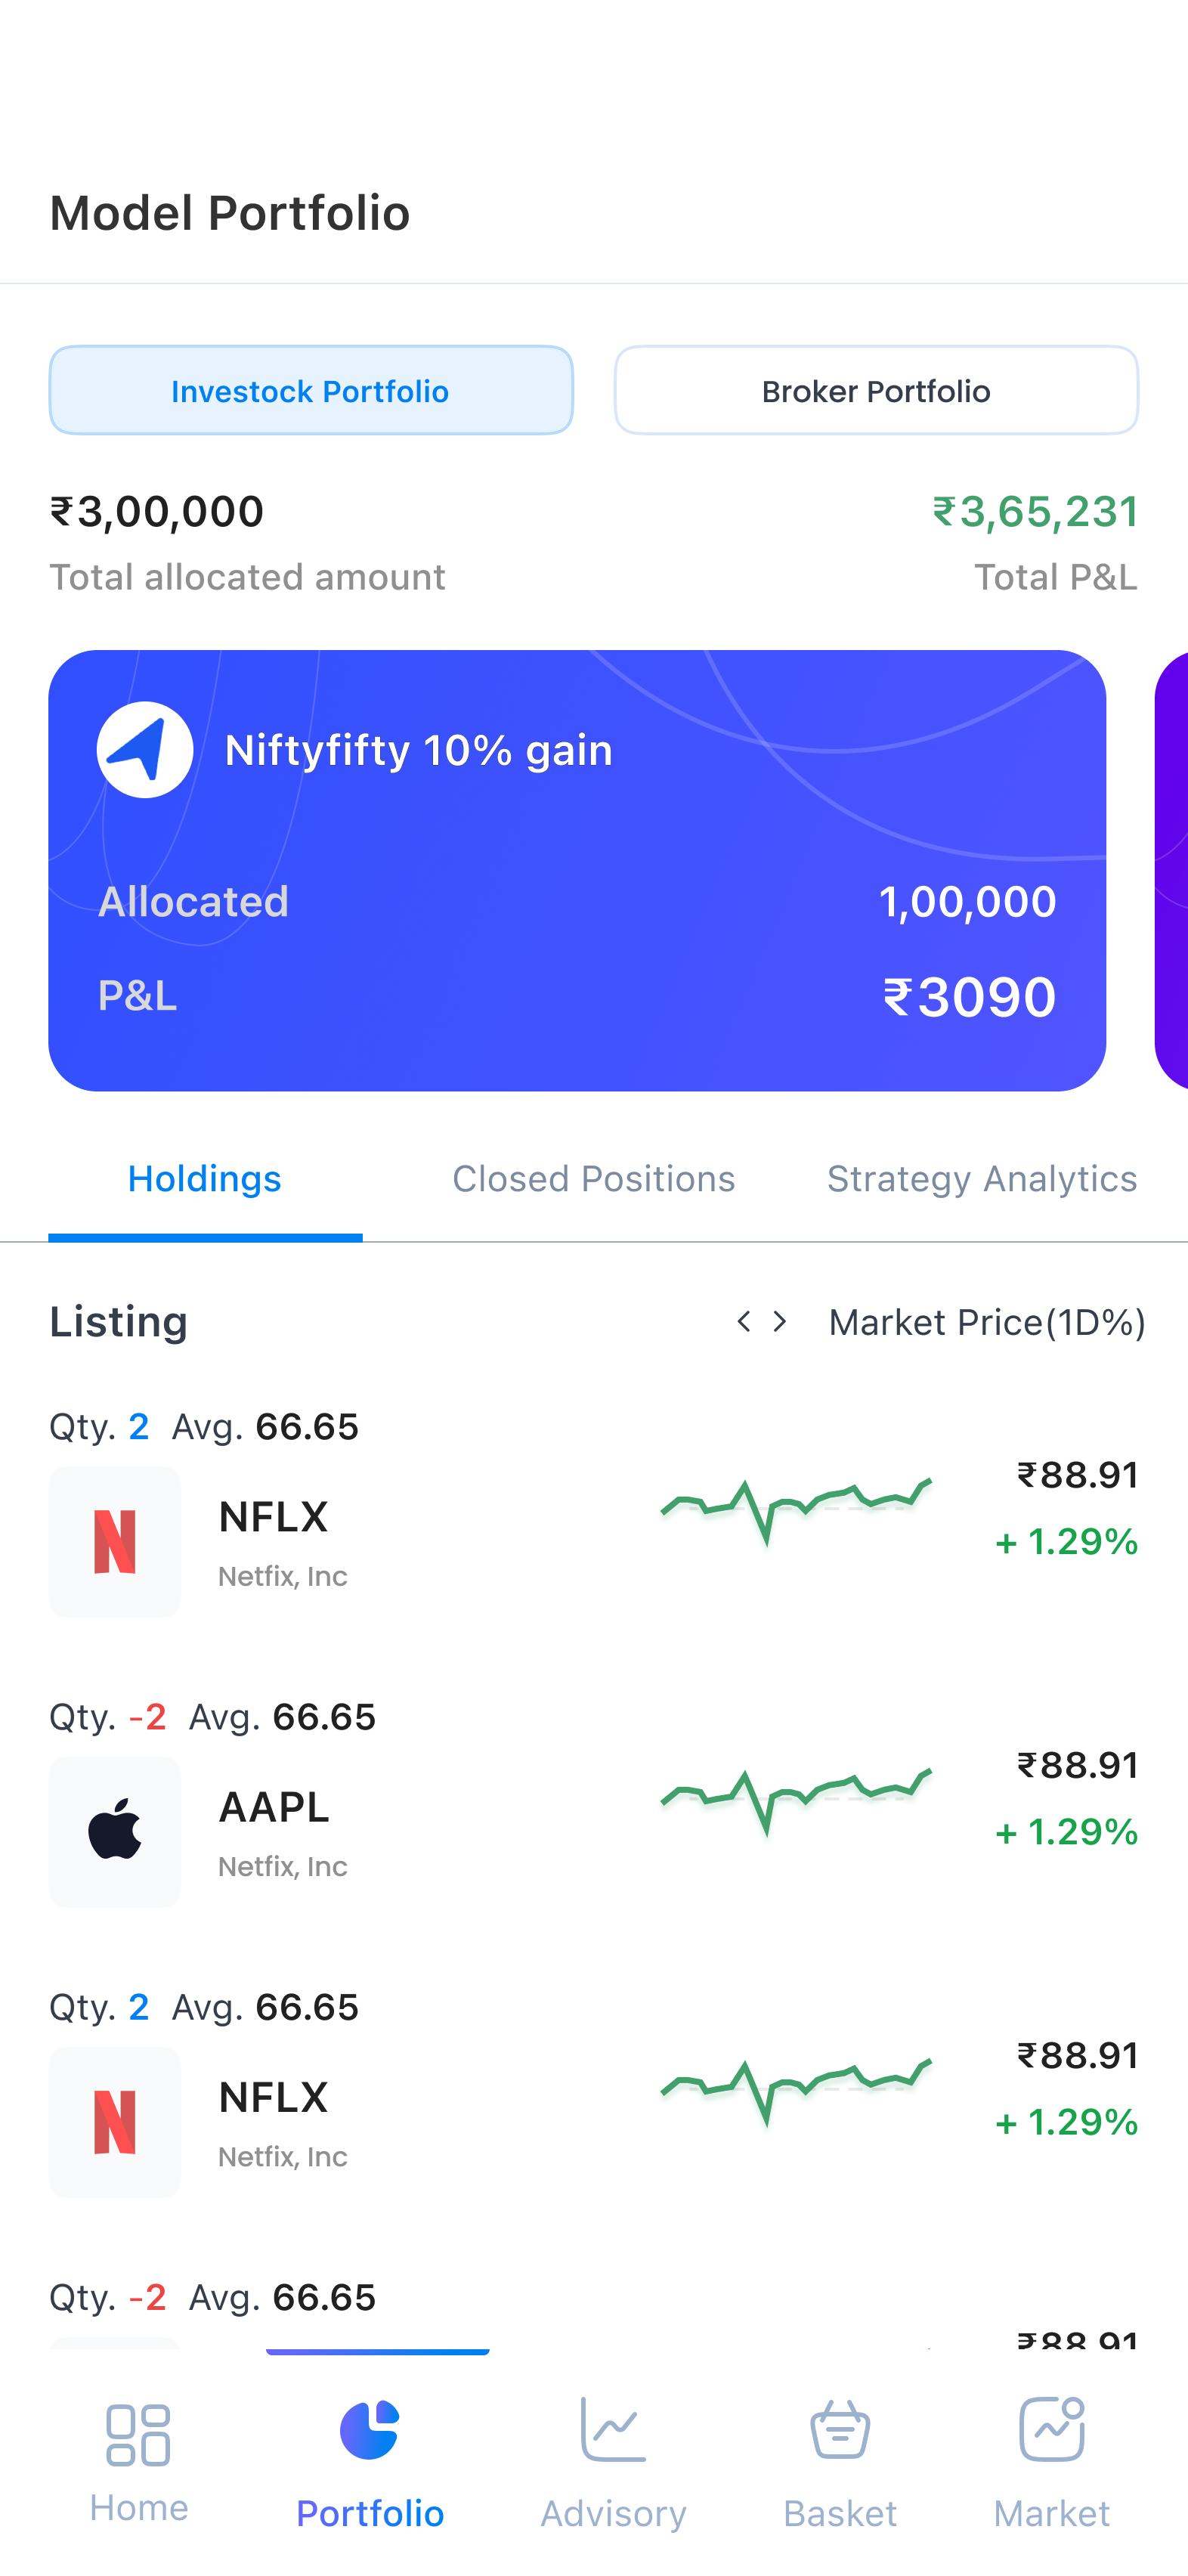 Model Portfolio
Investock Portfolio
Broker Portfolio
₹3,00,000
₹3,65,231
Total allocated amount
Total P&L
Niftyfifty 10% gain
Allocated
1,00,000
P&L
₹3090
Holdings
Closed Positions
Strategy Analytics
Listing
< > Market Price(1D%)
Qty. 2 Avg. 66.65
₹88.91
NFLX
+ 1.29%
Netfix, Inc
Qty. -2 Avg. 66.65
₹88.91
AAPL
+ 1.29%
Netfix, Inc
Qty. 2 Avg. 66.65
₹88.91
NFLX
+ 1.29%
Netfix, Inc
Qty. -2 Avg. 66.65
₹88.91
Home
Portfolio
Advisory
Basket
Market